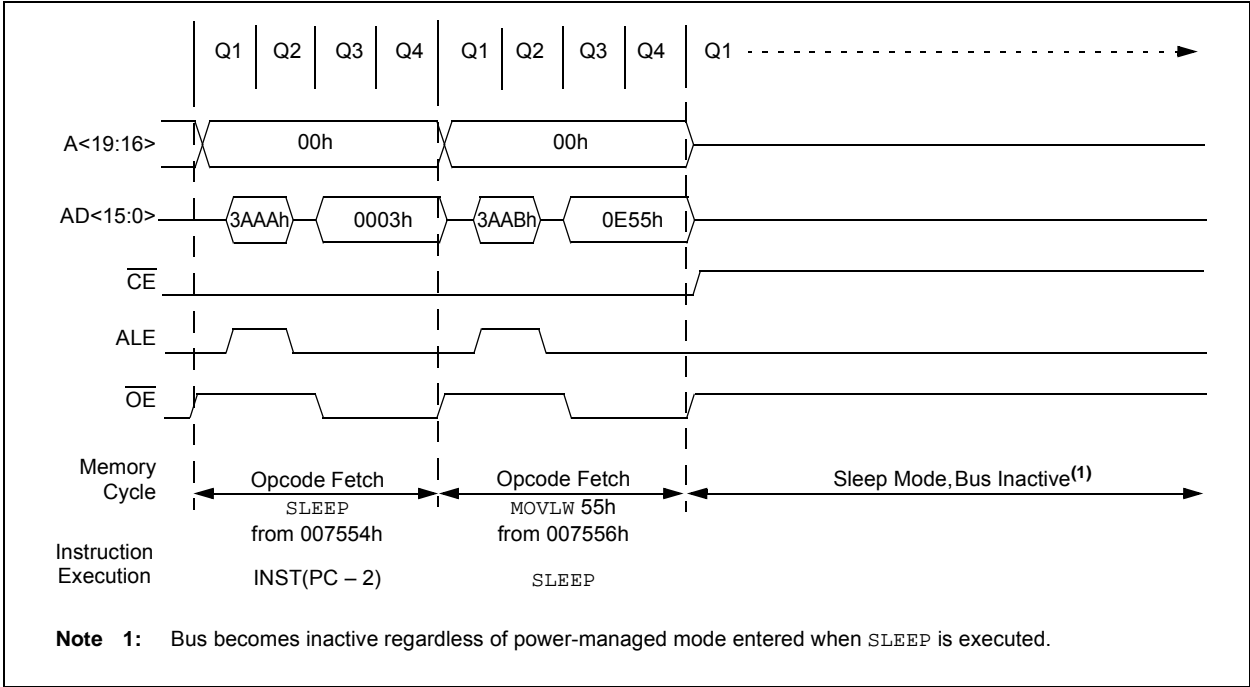 Q1 Q2 Q3 Q4 Q1 Q2 Q3 Q4 Q1
A<19:16> 00h 00h
AD<15:0> 3AAAh 0003h 3AABh 0E55h
CE
ALE
OE
Memory
Cycle
Opcode Fetch
SLEEP
from 007554h
Opcode Fetch
MOVLW 55h
from 007556h
Sleep Mode, Bus Inactive(1)
Instruction
Execution
INST(PC – 2)
SLEEP
Note 1: Bus becomes inactive regardless of power-managed mode entered when SLEEP is executed.